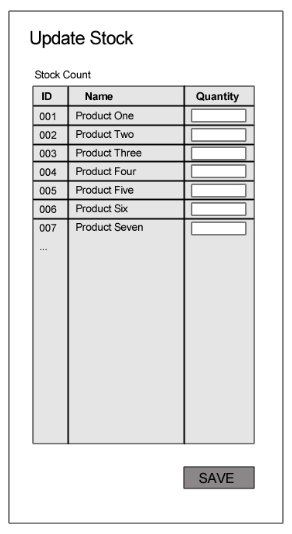 Update Stock
Stock Count
ID Name Quantity
001 Product One
002 Product Two
003 Product Three
004 Product Four
005 Product Five
006 Product Six
007 Product Seven
...
SAVE